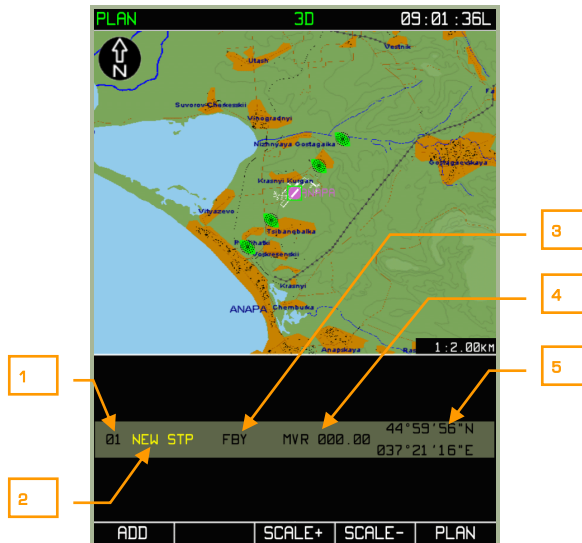 PLAN 3D 09:01:36L
N
Vestnik
Utash
Suvorov-Cherkesskii
Vinogradnyi
Nizhnyaya Gostagaika
Gostagaevskaya
Krasnyi Kurgan
Vityazevo
Tsibanobalka
Voskresenskii
Krasnyi
ANAPA Chemburka
Anapskaya
1:2.00KM
3
4
5
1
2
01 NEW STP FBY MVR 000.00 44°59'56"N
037°21'16"E
ADD SCALE+ SCALE- PLAN